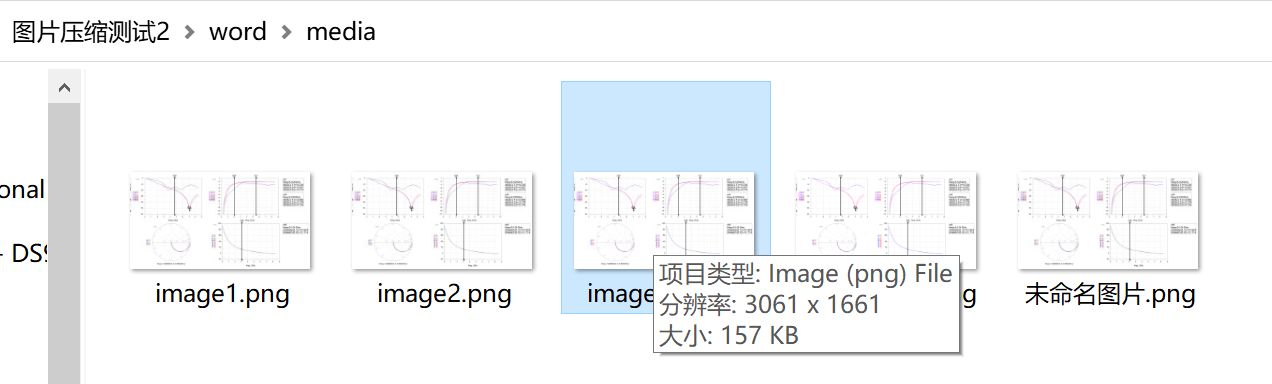 图片压缩测试2 > word > media
onal
- DS9
image1.png
image2.png
image
g
未命名图片.png
项目类型: Image (png) File
分辨率: 3061 x 1661
大小: 157 KB